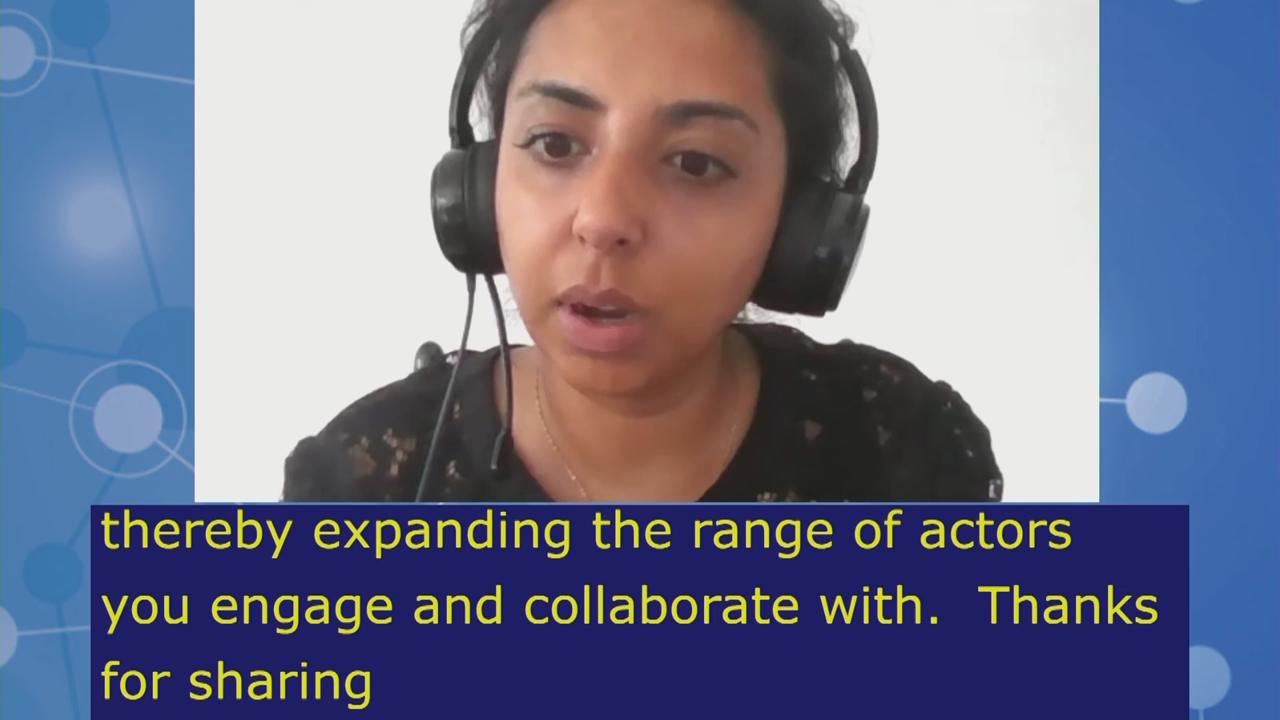 thereby expanding the range of actors
you engage and collaborate with.  Thanks
for sharing